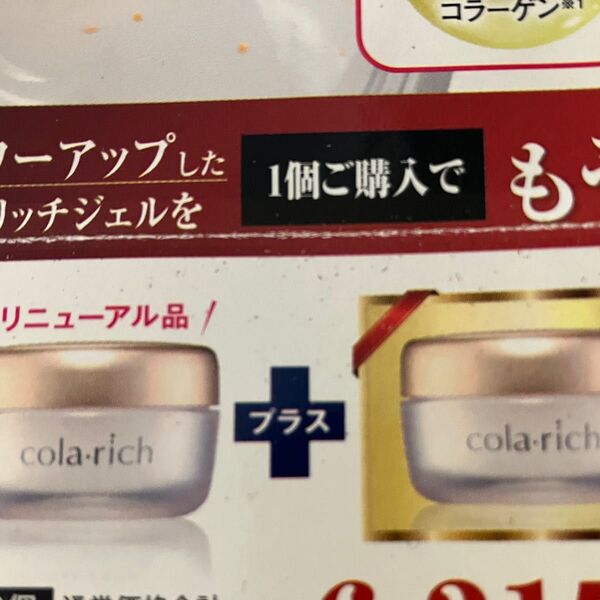 コラーゲン※1
ーアップした
リッチジェルを
1個ご購入で
も
リニューアル品
cola・rich
プラス
cola・rich